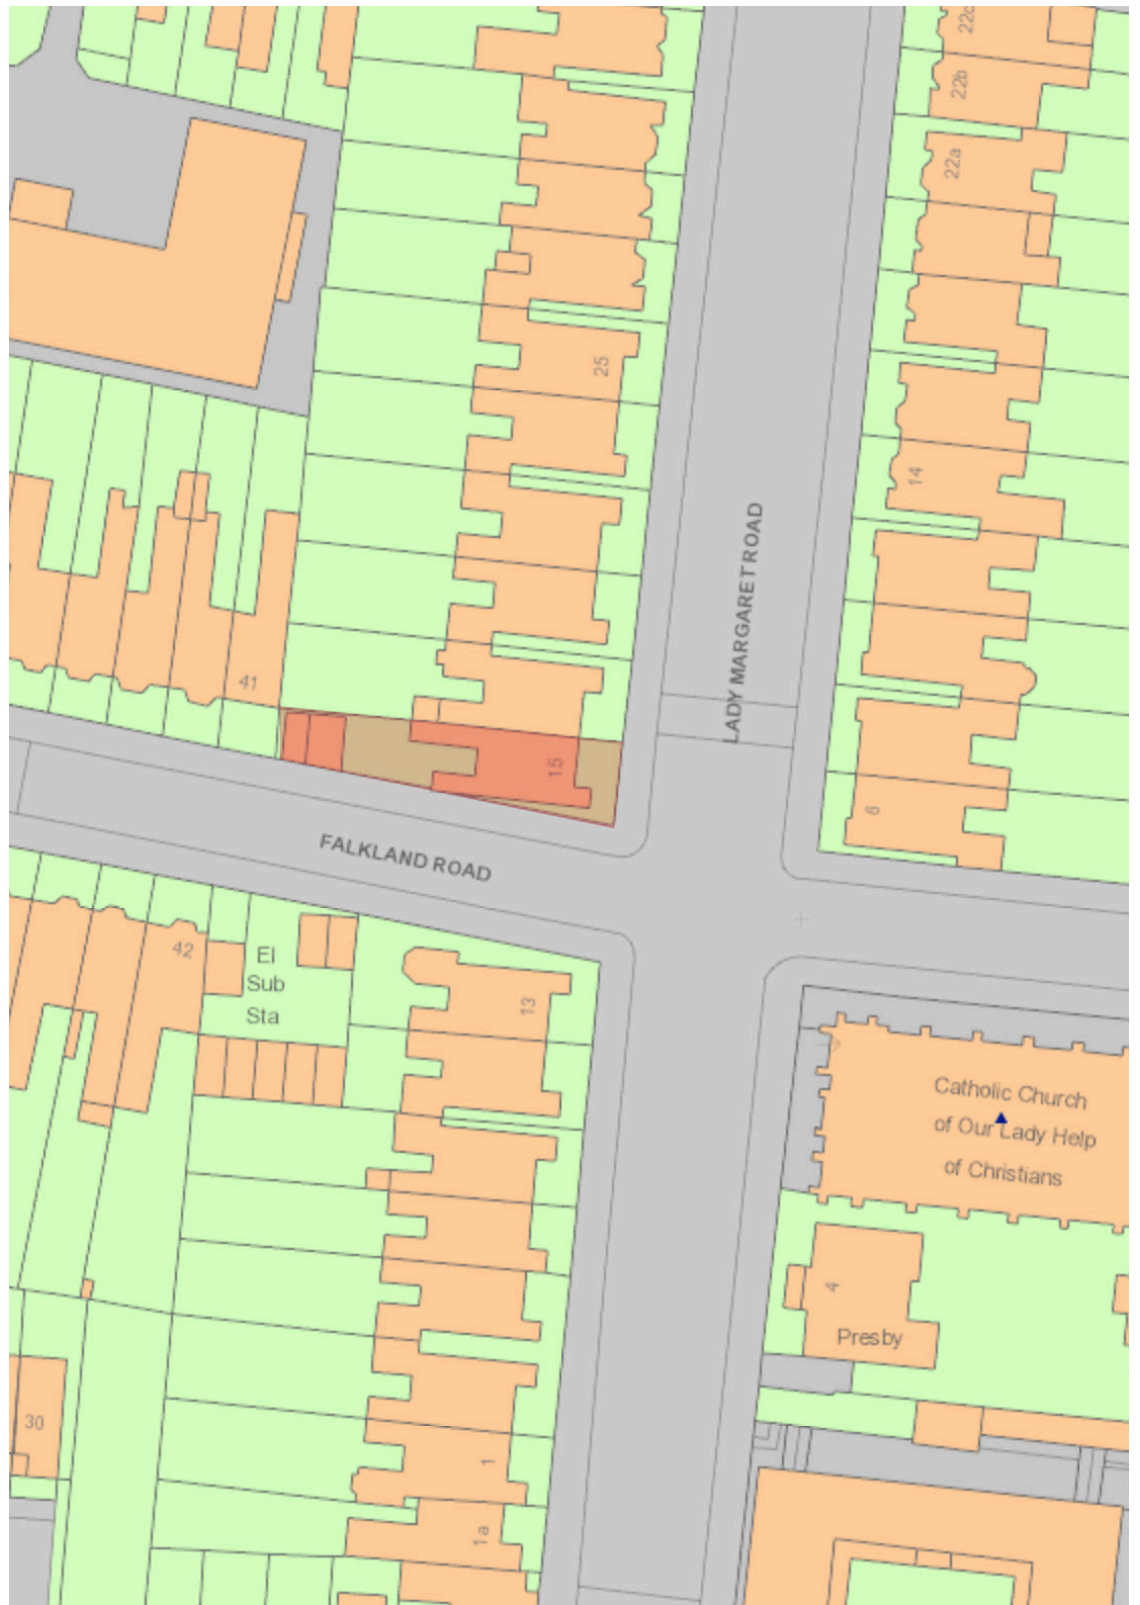 22c
22b
22a
25
14
LADY MARGARET ROAD
41
15
6
FALKLAND ROAD
42
El
Sub
Sta
13
Catholic Church
of Our Lady Help
of Christians
4
Presby
30
1
1a